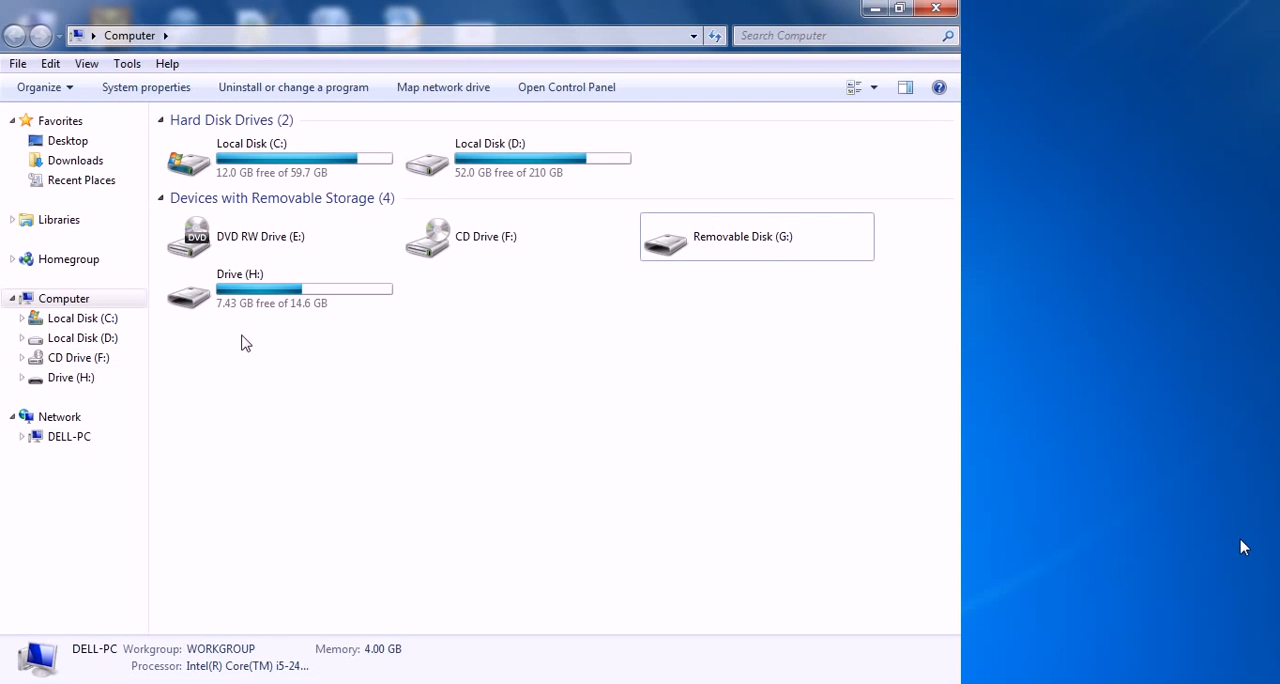 Computer
Search Computer
File Edit View Tools Help
Organize System properties Uninstall or change a program Map network drive Open Control Panel
Favorites
Desktop
Downloads
Recent Places
Libraries
Homegroup
Computer
Local Disk (C:)
Local Disk (D:)
CD Drive (F:)
Drive (H:)
Network
DELL-PC
Hard Disk Drives (2)
Local Disk (C:)
12.0 GB free of 59.7 GB
Local Disk (D:)
52.0 GB free of 210 GB
Devices with Removable Storage (4)
DVD
DVD RW Drive (E:)
CD Drive (F:)
Removable Disk (G:)
Drive (H:)
7.43 GB free of 14.6 GB
DELL-PC Workgroup: WORKGROUP Memory: 4.00 GB
Processor: Intel(R) Core(TM) i5-24...